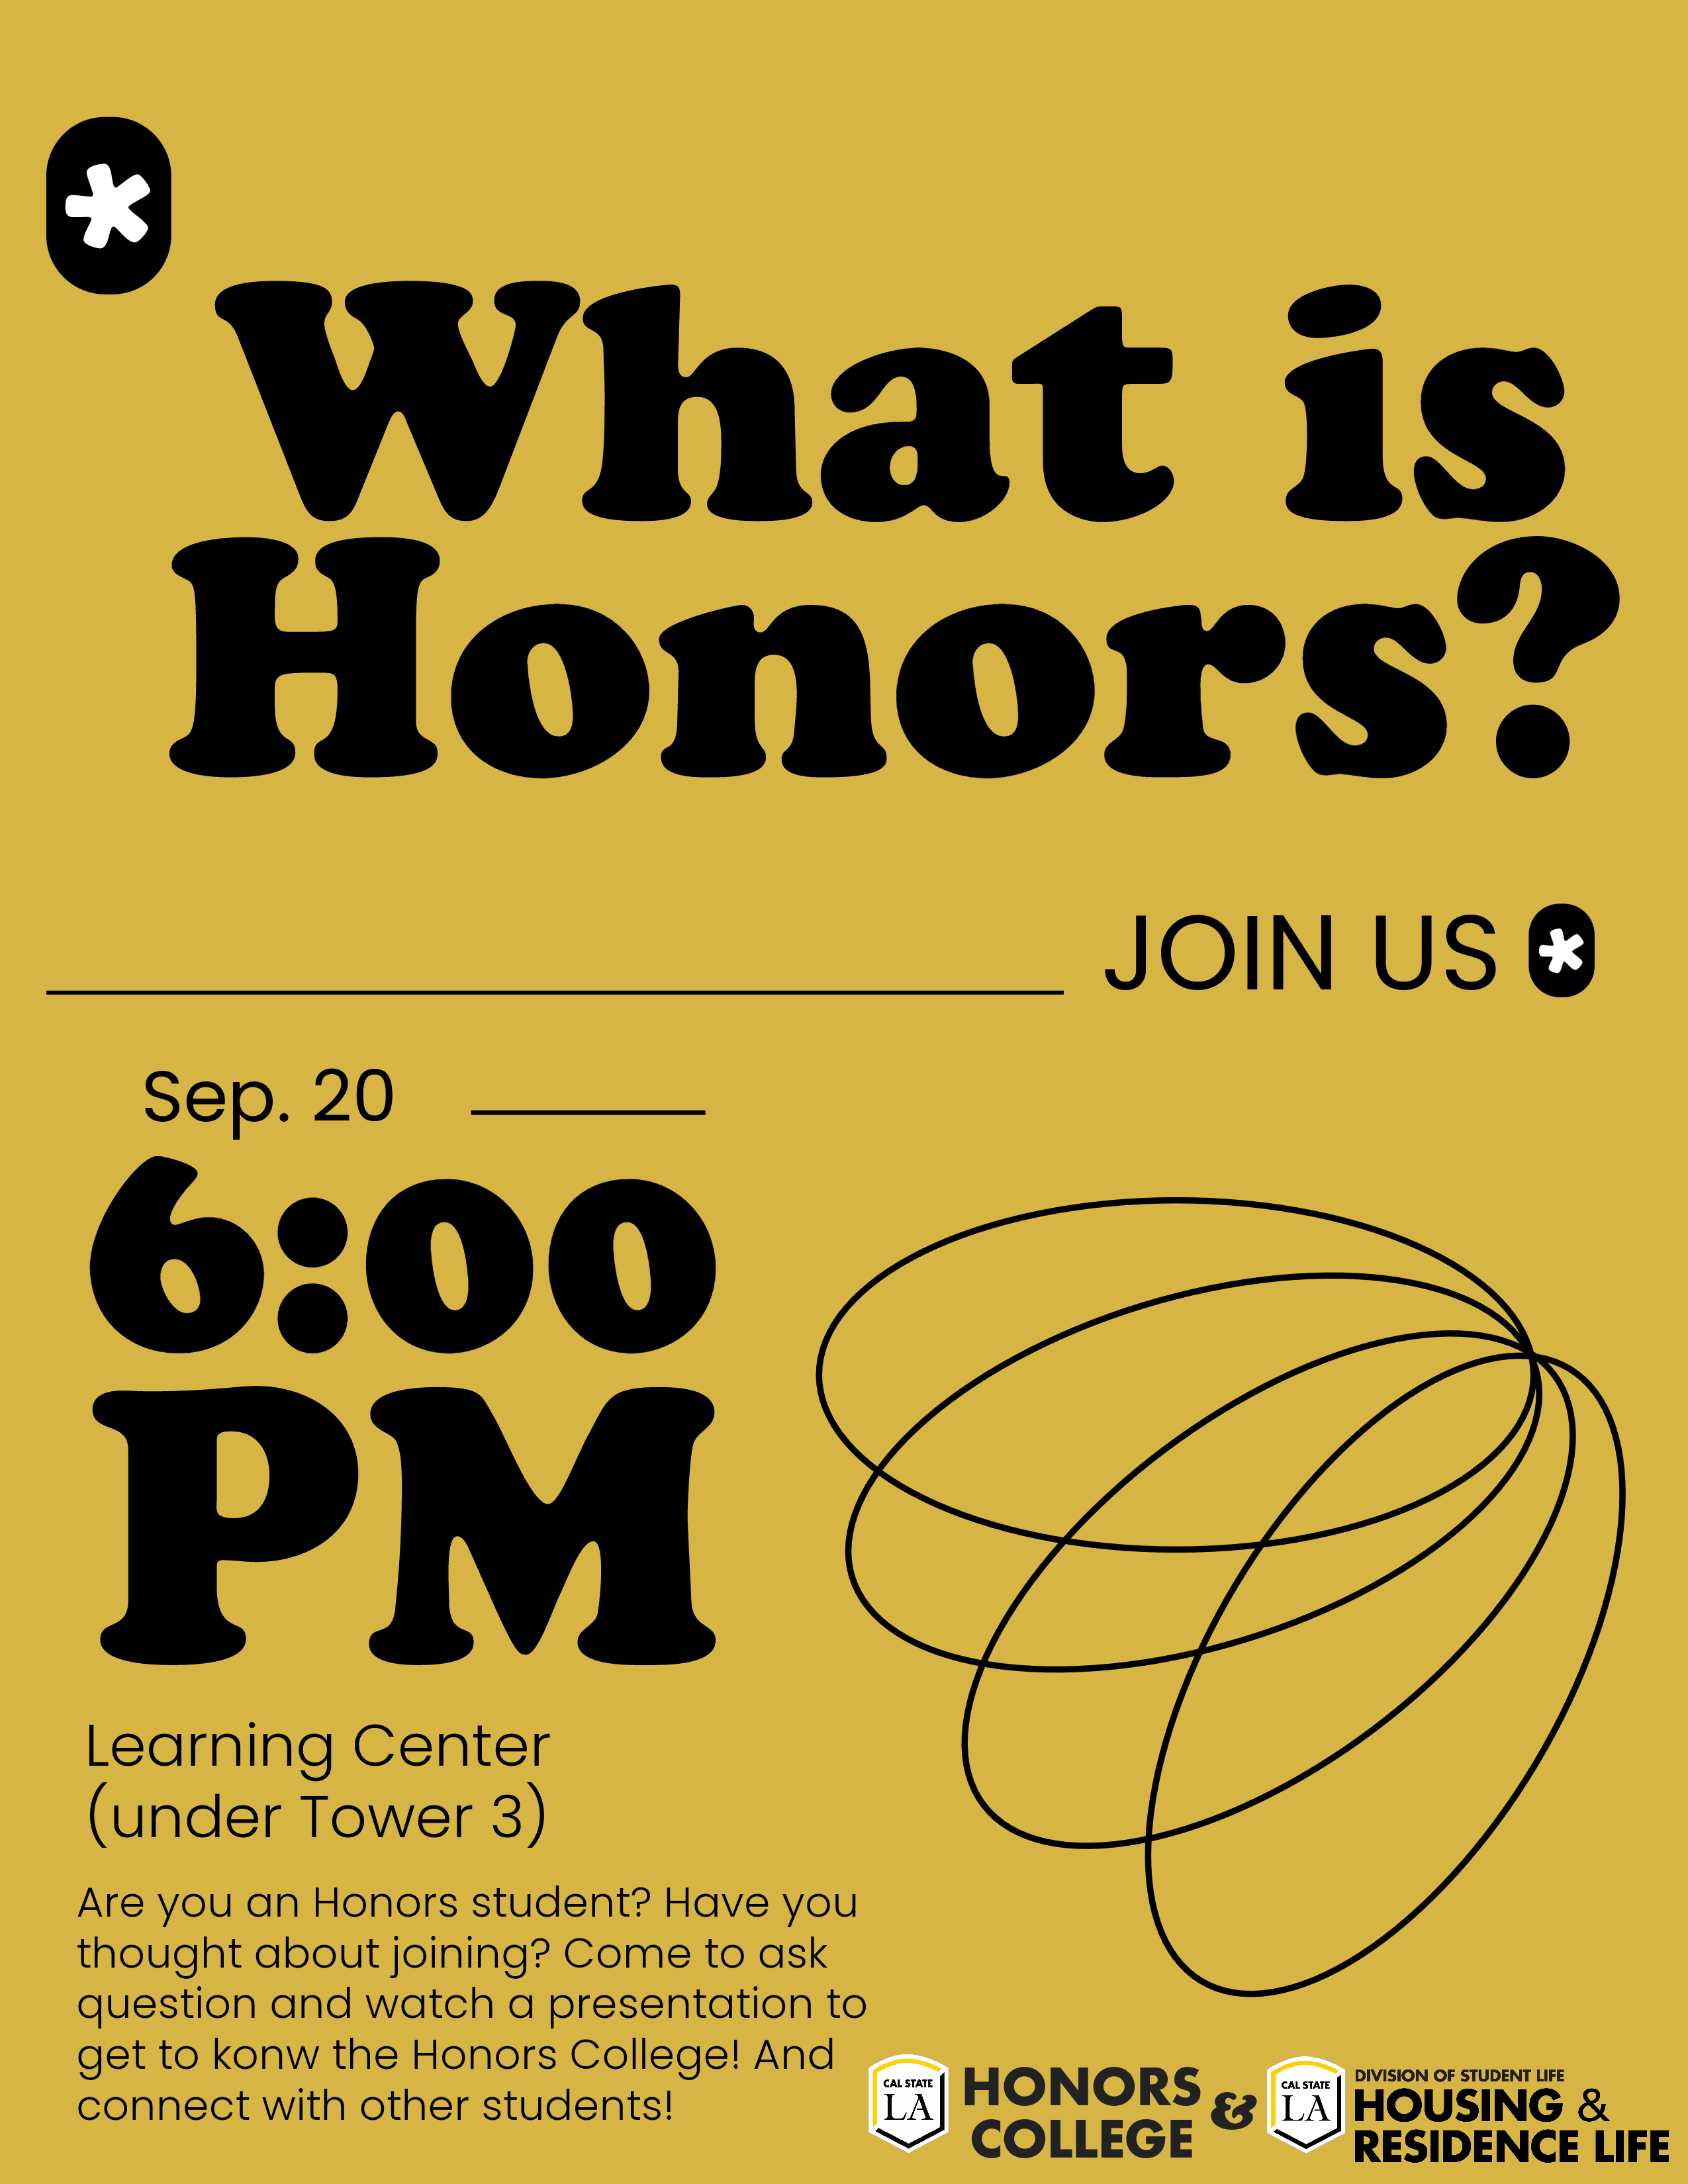 What is
Honors?
JOIN US
Sep. 20
6:00
PM
Learning Center
(under Tower 3)
Are you an Honors student? Have you
thought about joining? Come to ask
question and watch a presentation to
get to konw the Honors College! And
connect with other students!
CAL STATE
LA
HONORS
COLLEGE
&
CAL STATE
LA
DIVISION OF STUDENT LIFE
HOUSING &
RESIDENCE LIFE